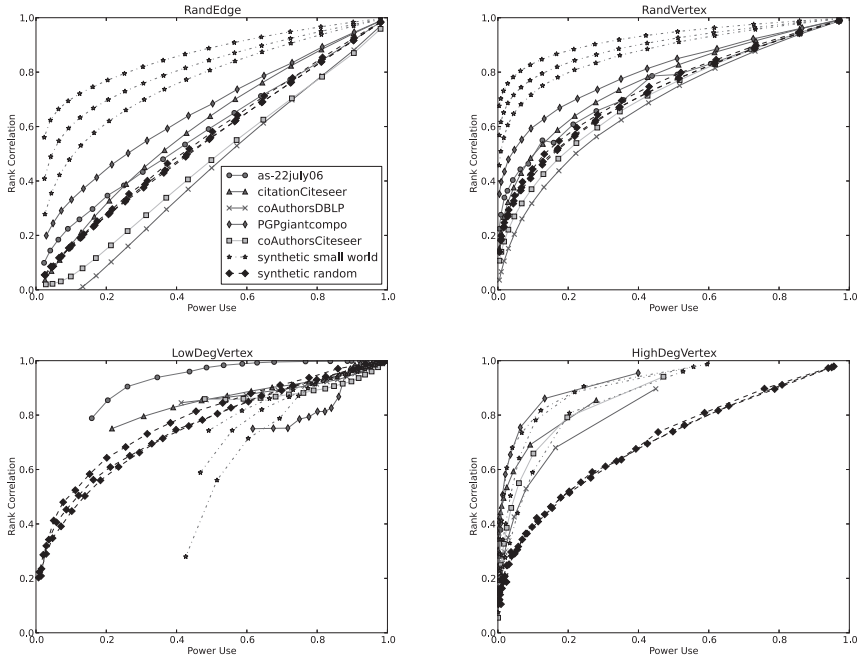 RandEdge
1.0
0.8
0.6
0.4
0.2
0.0
Rank Correlation
0.0 0.2 0.4 0.6 0.8 1.0
Power Use
as-22july06
citationCiteseer
coAuthorsDBLP
PGPgiantcompo
coAuthorsCiteseer
synthetic small world
synthetic random
RandVertex
1.0
0.8
0.6
0.4
0.2
0.0
Rank Correlation
0.0 0.2 0.4 0.6 0.8 1.0
Power Use
LowDegVertex
1.0
0.8
0.6
0.4
0.2
0.0
Rank Correlation
0.0 0.2 0.4 0.6 0.8 1.0
Power Use
HighDegVertex
1.0
0.8
0.6
0.4
0.2
0.0
Rank Correlation
0.0 0.2 0.4 0.6 0.8 1.0
Power Use